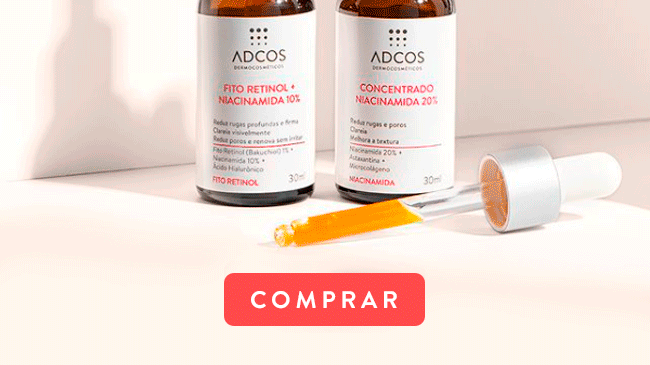 ADCOS
DERMOCOSMÉTICOS
FITO RETINOL +
NIACINAMIDA 10%
Reduz rugas profundas e firma
Clareia visivelmente
Reduz poros e renova sem irritar
Fito Retinol (Bakuchiol) 1% +
Niacinamida 10% +
Ácido Hialurônico
FITO RETINOL 30ml
ADCOS
DERMOCOSMÉTICOS
CONCENTRADO
NIACINAMIDA 20%
Reduz rugas e poros
Clareia
Melhora a textura
Niacinamida 20% +
Astaxantina +
Microcolágeno
NIACINAMIDA 30ml
COMPRAR